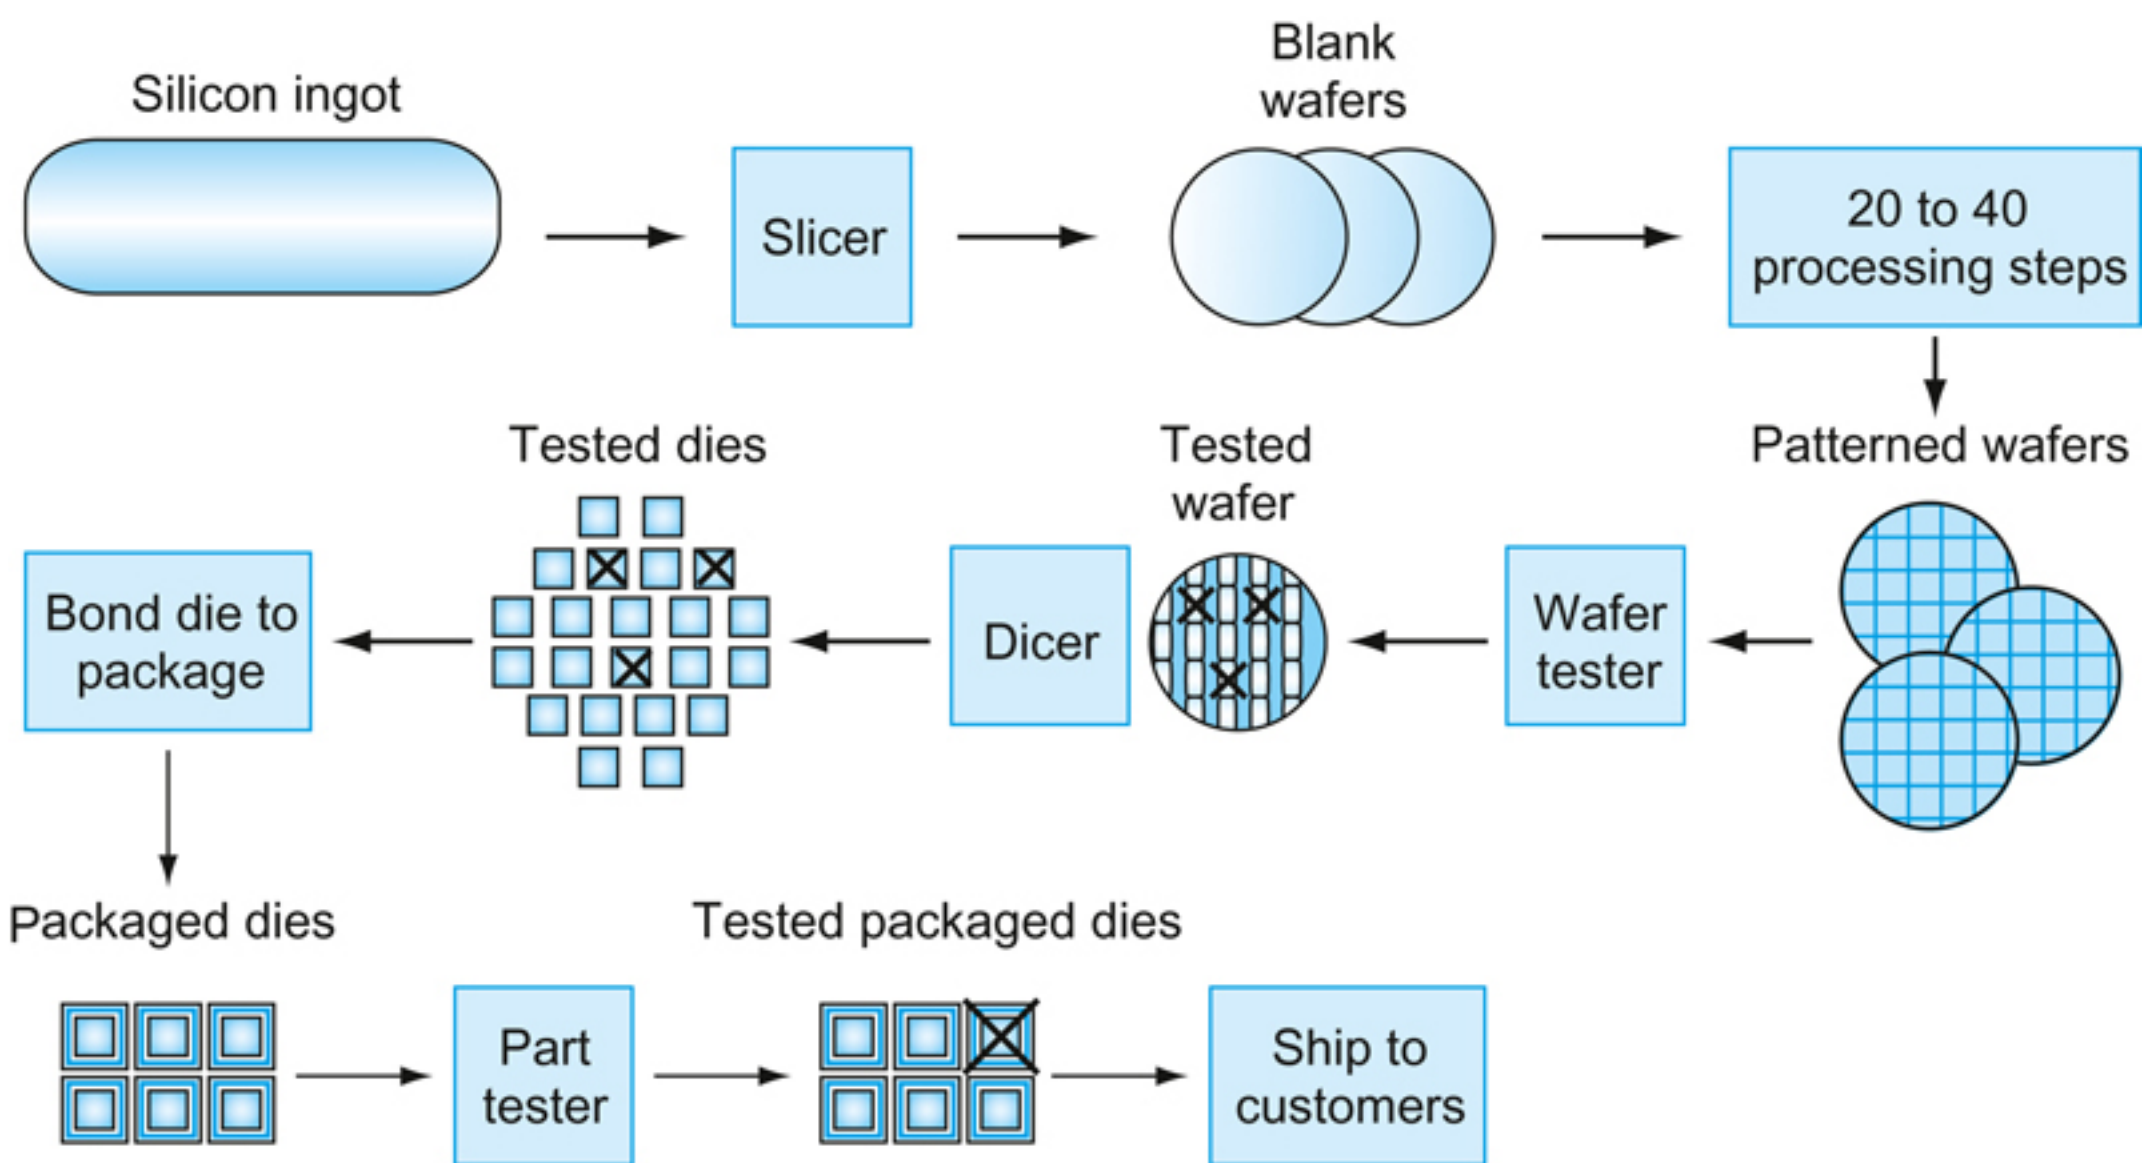 Silicon ingot
Slicer
Blank
wafers
20 to 40
processing steps
Patterned wafers
Wafer
tester
Tested
wafer
Dicer
Tested dies
Bond die to
package
Packaged dies
Part
tester
Tested packaged dies
Ship to
customers